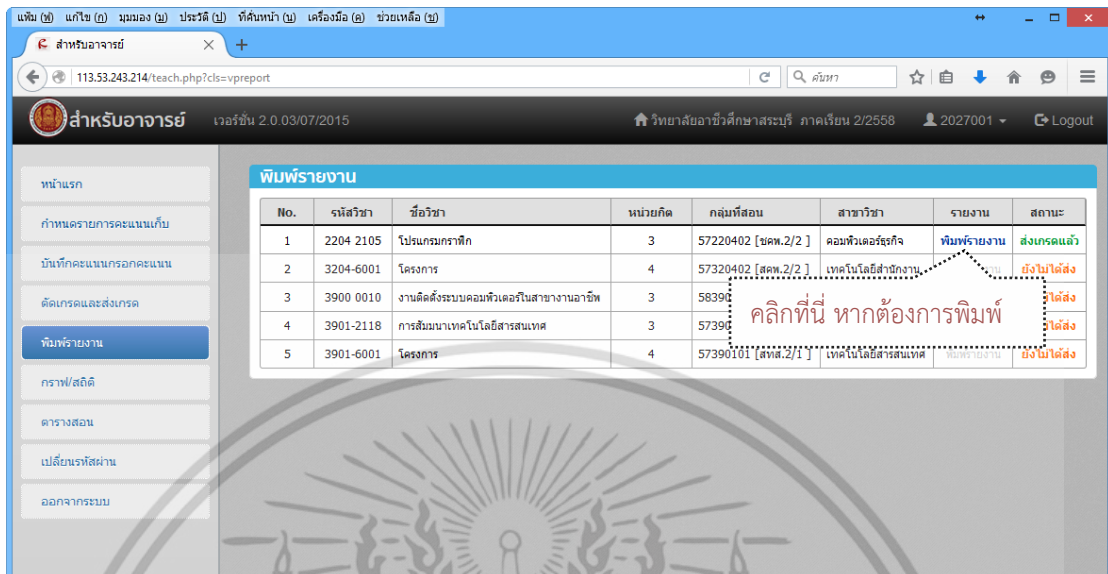 แฟ้ม (ฟ) แก้ไข (ก) มุมมอง (ม) ประวัติ (ป) ที่คั่นหน้า (น) เครื่องมือ (ค) ช่วยเหลือ (ช)
สำหรับอาจารย์
113.53.243.214/teach.php?cls=vpreport
ค้นหา
สำหรับอาจารย์ เวอร์ชั่น 2.0.03/07/2015 วิทยาลัยอาชีวศึกษาสระบุรี ภาคเรียน 2/2558 2027001 Logout
หน้าแรก
กำหนดรายการคะแนนเก็บ
บันทึกคะแนนกรอกคะแนน
ตัดเกรดและส่งเกรด
พิมพ์รายงาน
กราฟ/สถิติ
ตารางสอน
เปลี่ยนรหัสผ่าน
ออกจากระบบ
พิมพ์รายงาน
No. รหัสวิชา ชื่อวิชา หน่วยกิต กลุ่มที่สอน สาขาวิชา รายงาน สถานะ
1 2204 2105 โปรแกรมกราฟิก 3 57220402 [ชคพ.2/2 ] คอมพิวเตอร์ธุรกิจ พิมพ์รายงาน ส่งเกรดแล้ว
2 3204-6001 โครงการ 4 57320402 [สคพ.2/2 ] เทคโนโลยีสำนักงาน ยังไม่ได้ส่ง
3 3900 0010 งานติดตั้งระบบคอมพิวเตอร์ในสาขางานอาชีพ 3
4 3901-2118 การสัมมนาเทคโนโลยีสารสนเทศ 3
5 3901-6001 โครงการ 4 57390101 [สทส.2/1 ] เทคโนโลยีสารสนเทศ พิมพ์รายงาน ยังไม่ได้ส่ง
คลิกที่นี่ หากต้องการพิมพ์